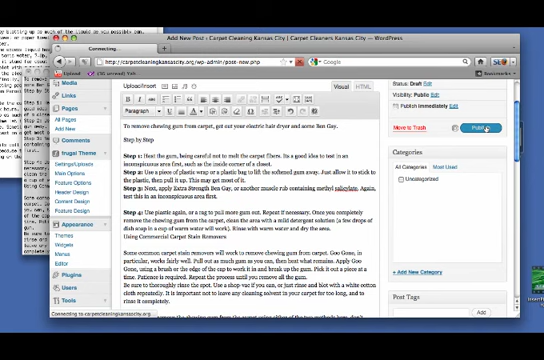 Add New Post ‹ Carpet Cleaning Kansas City | Carpet Cleaners Kansas City — WordPress
Connecting...
http://carpetcleaningkansascity.org/wp-admin/post-new.php
Google
Bookmarks
Media
Links
Pages
All Pages
Add New
Comments
Frugal Theme
Settings/Layouts
Main Options
Header Design
Content Design
Feature Design
Appearance
Themes
Widgets
Menus
Editor
Plugins
Users
Tools
Upload/Insert
Visual
HTML
Paragraph
To remove chewing gum from carpet, get out your electric hair dryer and some Ben Gay.
Step by Step
Step 1: Heat the gum, being careful not to melt the carpet fibers. Its a good idea to test in an
inconspicuous area first, such as the inside corner of a closet.
Step 2: Use a piece of plastic wrap or a plastic bag to lift the softened gum away. Just allow it to stick to
the plastic, then pull it up. This may get most of it.
Step 3: Next, apply Extra Strength Ben Gay, or another muscle rub containing methyl salicylate. Again,
test this in an inconspicuous area first.
Step 4: Use plastic again, or a rag to pull more gum out. Repeat if necessary. Once you completely
remove the chewing gum from the carpet, clean the area with a mild detergent solution (a few drops of
dish soap in a cup of warm water will do very well). Rinse with warm water and dry the area.
Using Commercial Carpet Stain Removers
Some common carpet stain removers will work to remove chewing gum from carpet. Goo Gone, in
particular, works fairly well. Pull out as much gum as you can, then heat what remains. Apply Goo
Gone, using a brush or the edge of the cup to work it in and break up the gum. Pick it out a piece at a
time. Patience is required. Repeat the process until you remove all the gum.
Be sure to thoroughly rinse the spot. Use a shop vac if you can, or just rinse and blot with a white cotton
cloth repeatedly. It is important not to leave any cleaning solvent in your carpet for too long, and to
rinse it completely.
Status: Draft Edit
Visibility: Public Edit
Publish immediately Edit
Move to Trash
Publish
Categories
All Categories
Most Used
Uncategorized
+ Add New Category
Post Tags
Add
Connecting to carpetcleaningkansascity.org...